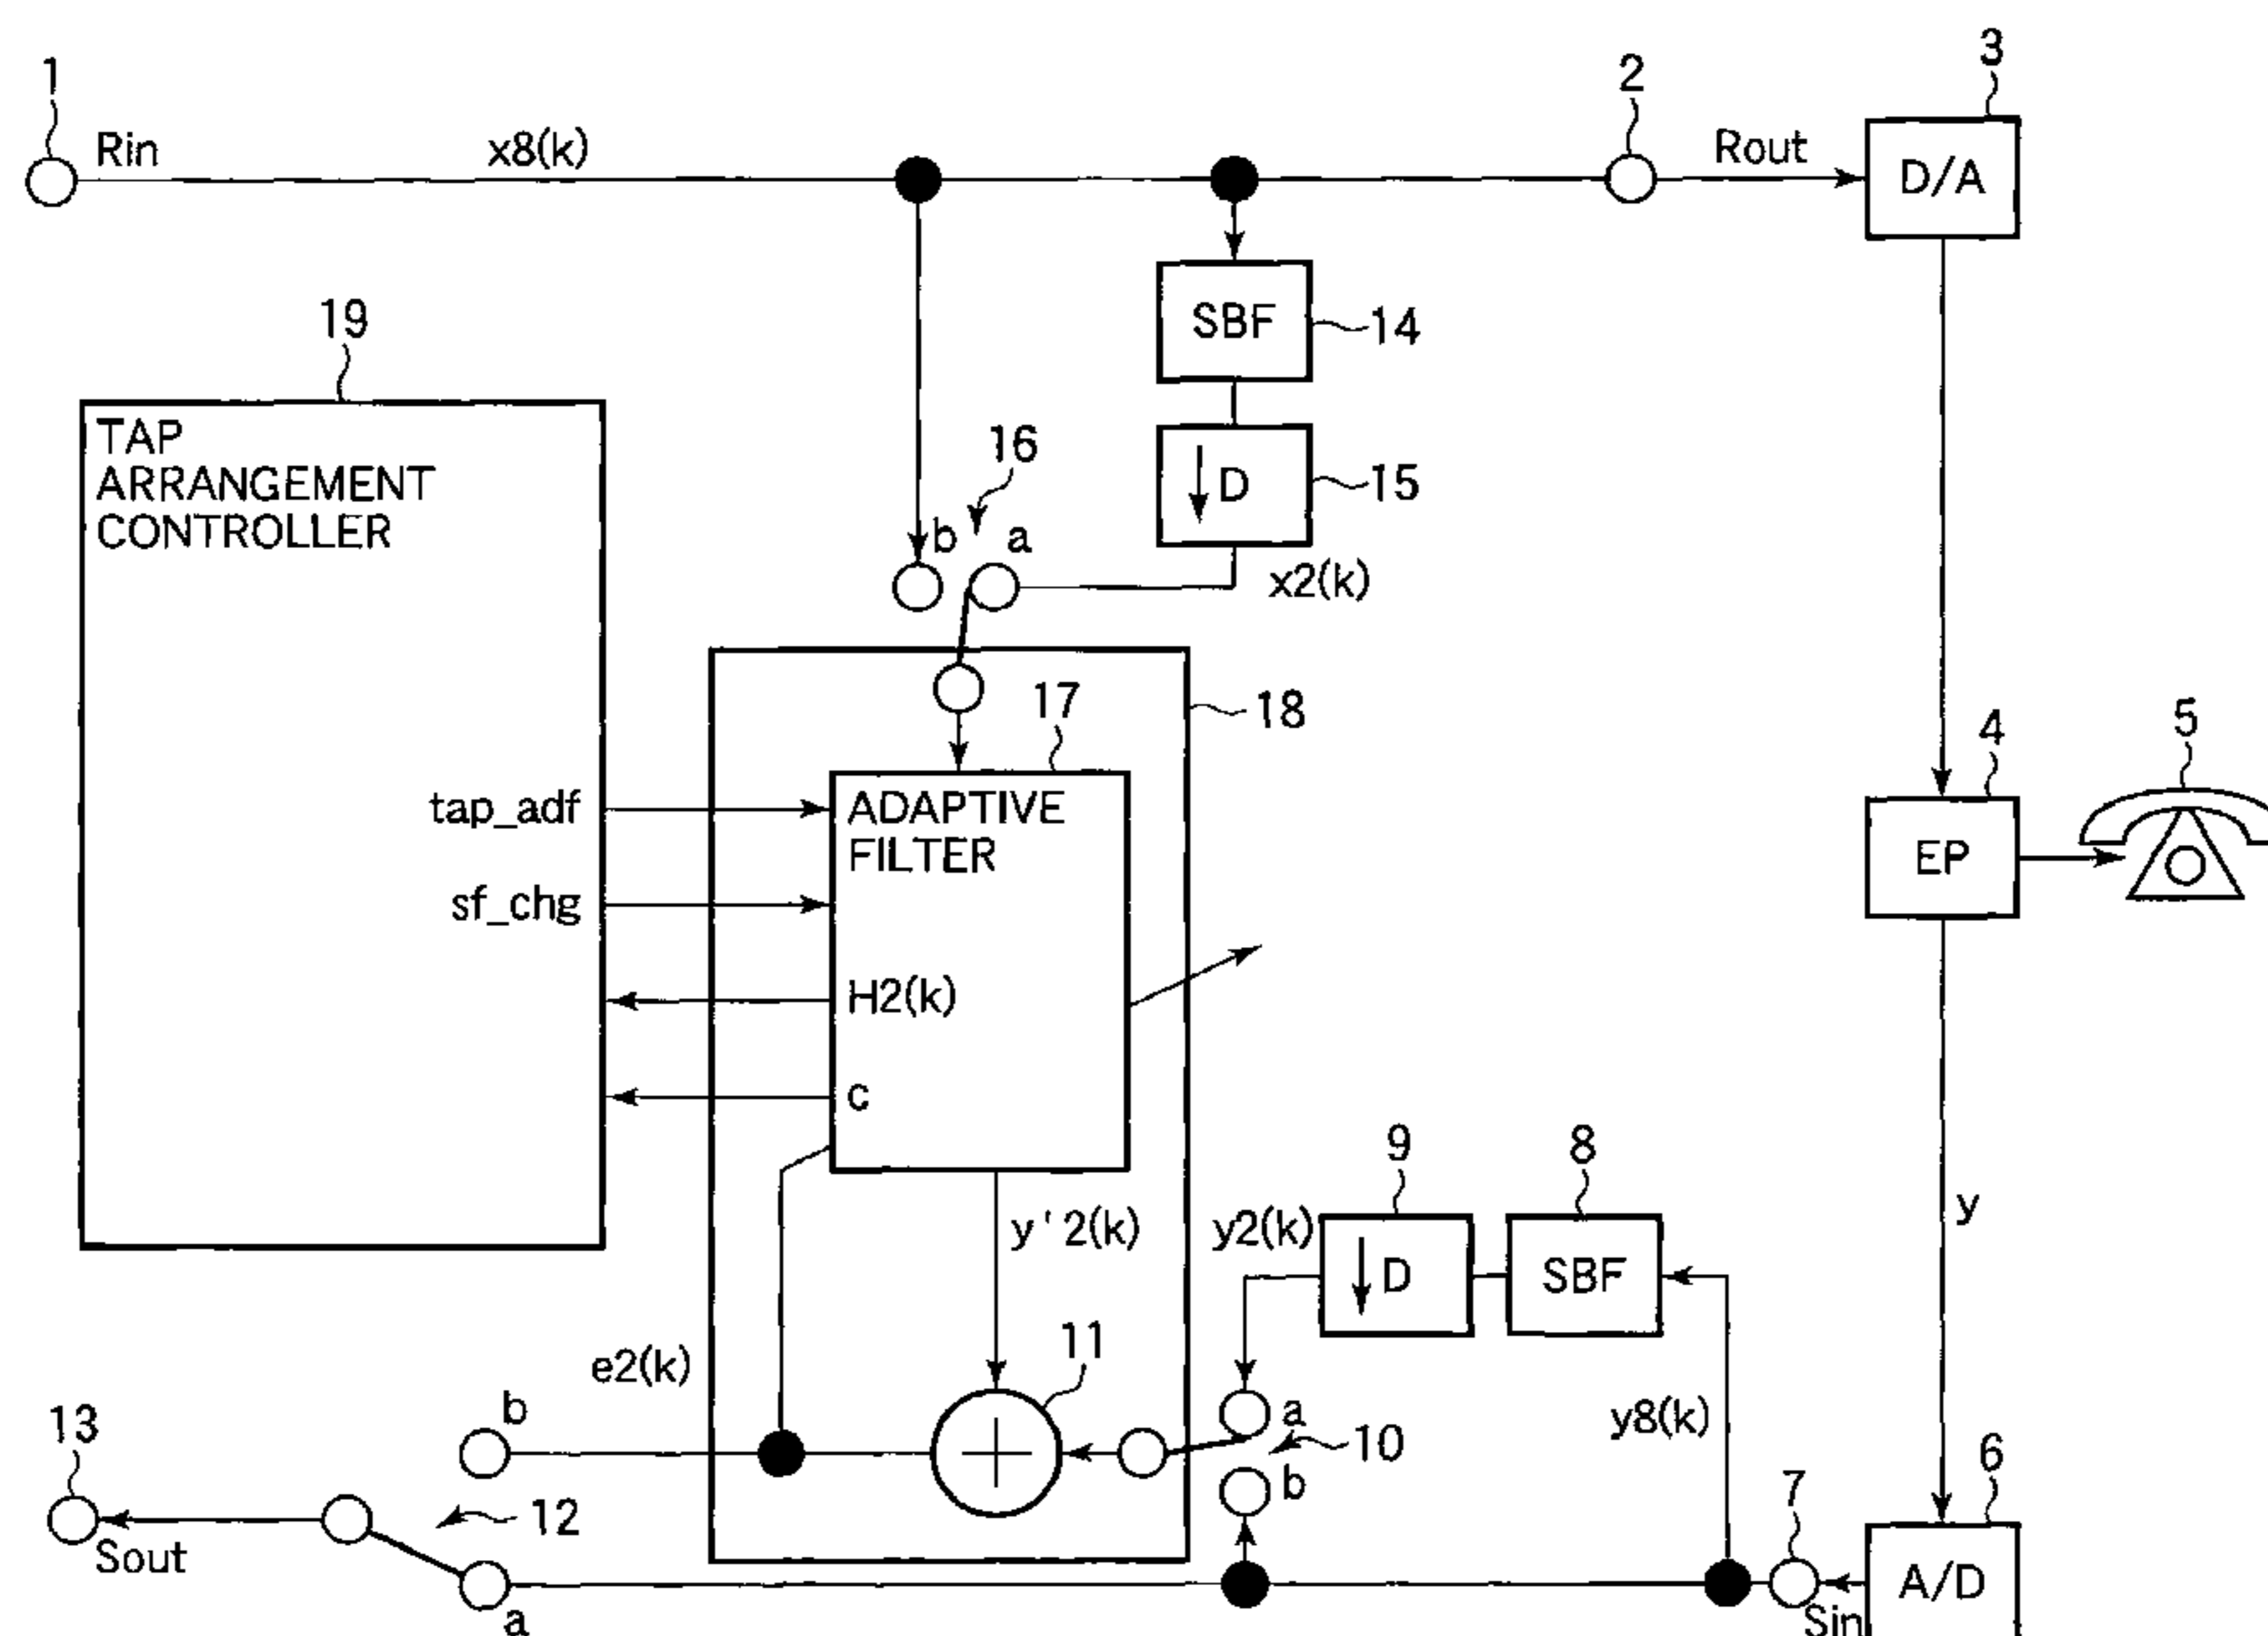 1
Rin
x8(k)
2
Rout
3
D/A
SBF
14
19
TAP
ARRANGEMENT
CONTROLLER
16
D
15
b
a
x2(k)
17
18
4
5
tap_adf
ADAPTIVE
FILTER
EP
sf_chg
H2(k)
c
9
8
y'2(k)
y2(k)
D
SBF
y
11
e2(k)
b
a
y8(k)
13
10
6
b
7
12
Sout
A/D
a
Sin